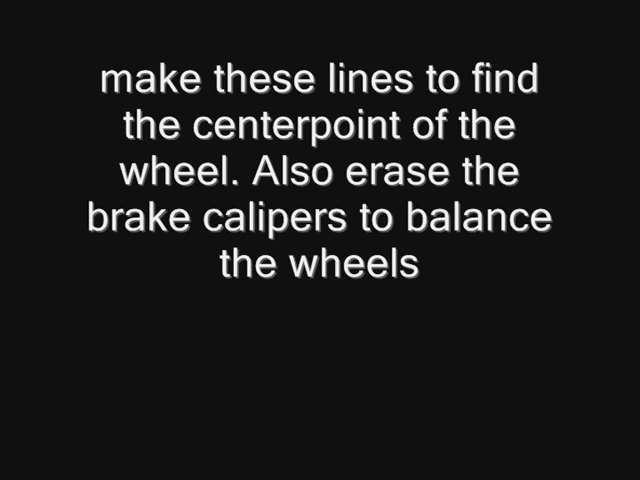 make these lines to find
the centerpoint of the
wheel. Also erase the
brake calipers to balance
the wheels